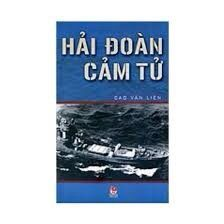 HẢI ĐOÀN
CẢM TỬ
CAO VĂN LIÊN